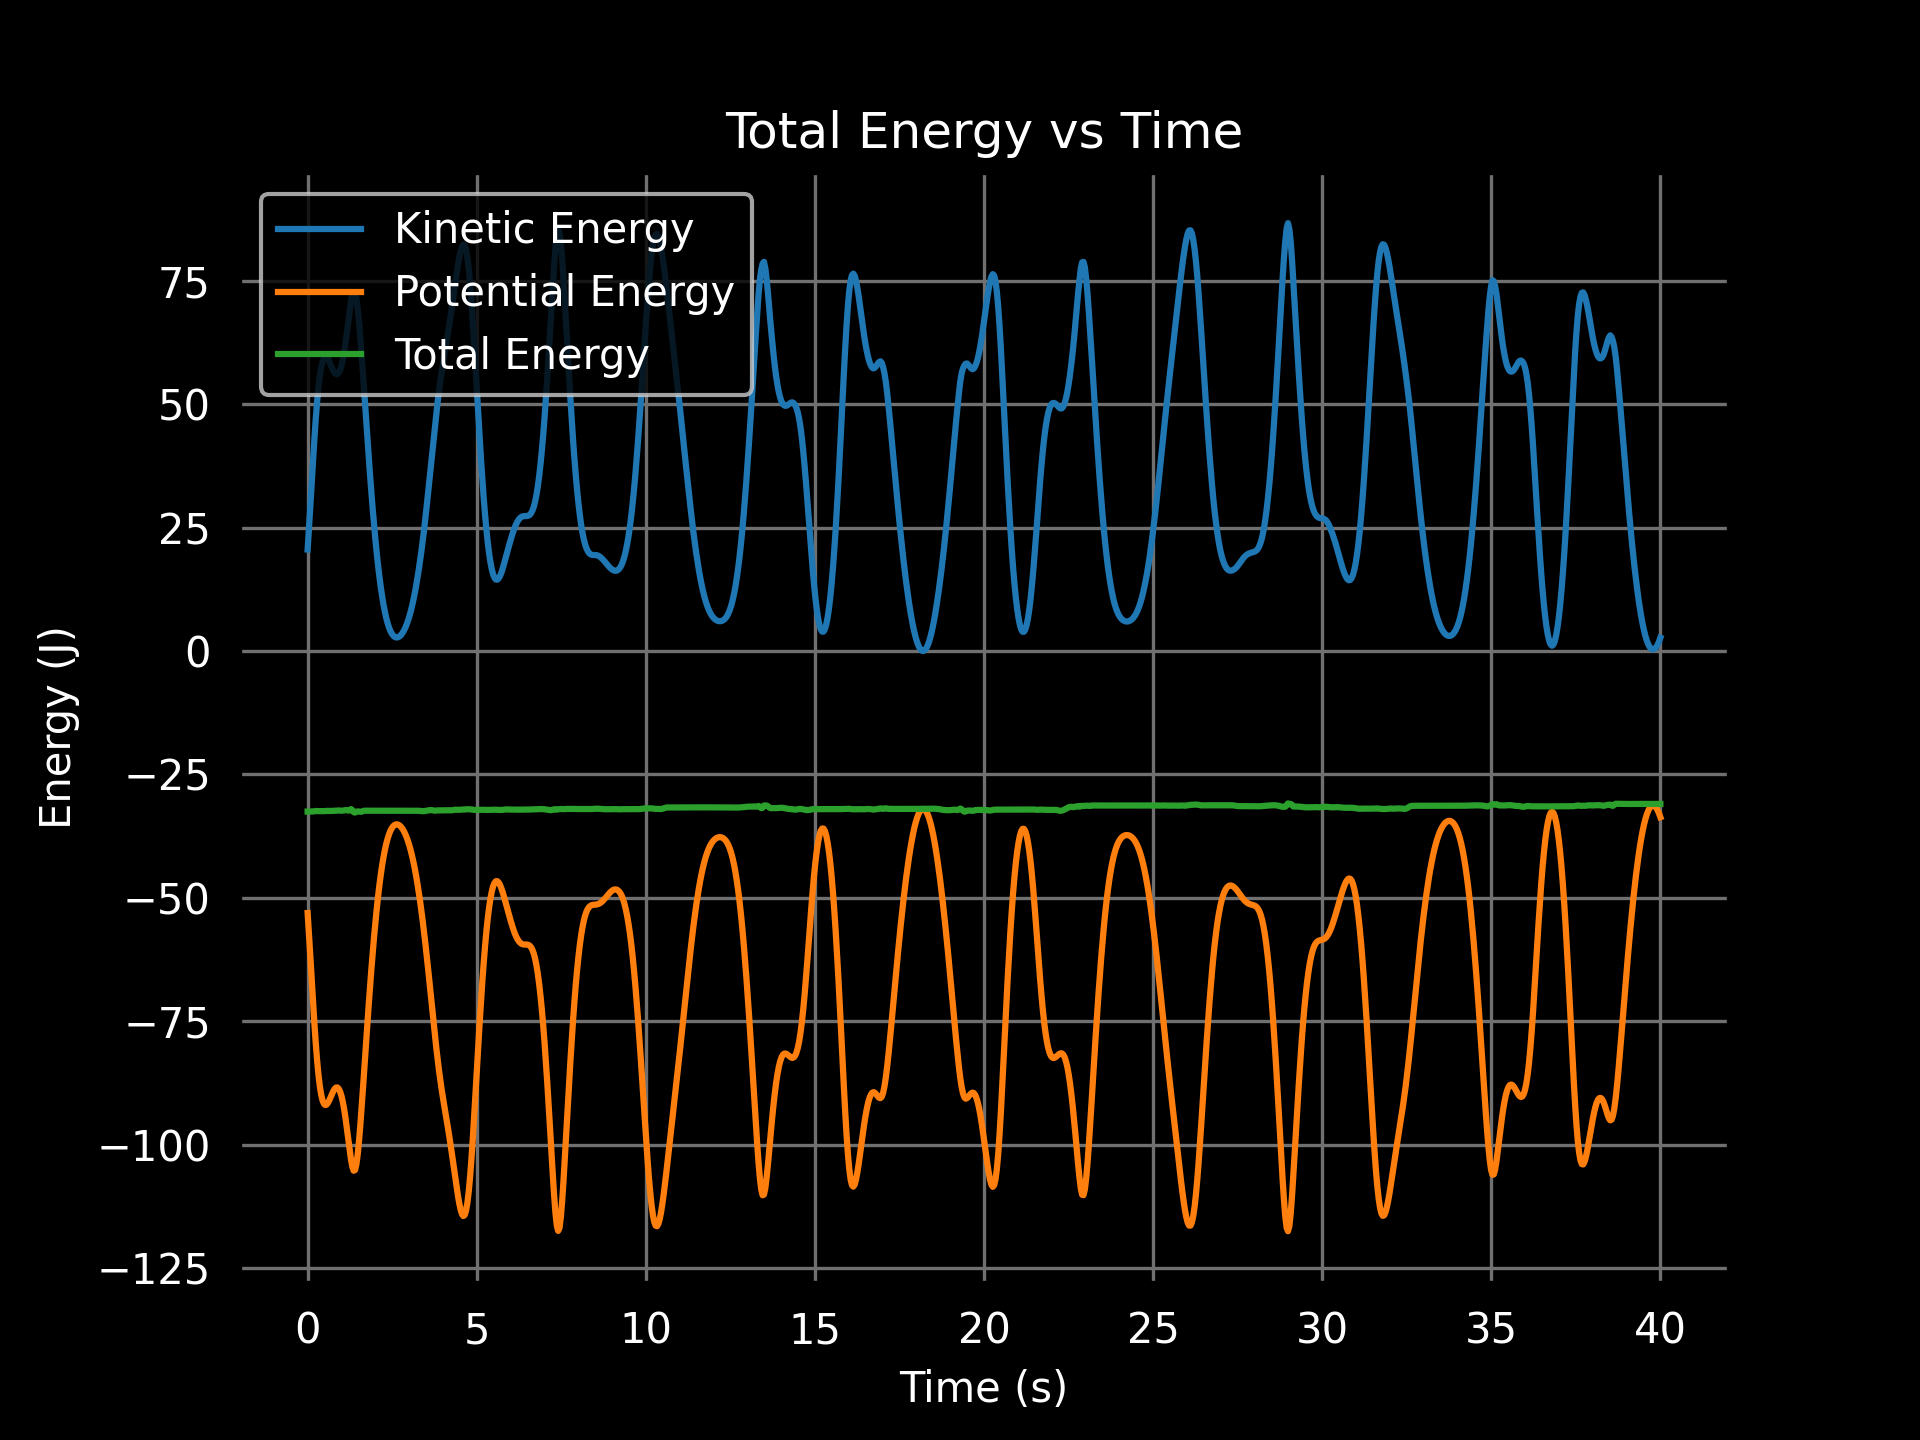 Total Energy vs Time
Kinetic Energy
Potential Energy
Total Energy
75
50
25
0
−25
−50
−75
−100
−125
Energy (J)
0 5 10 15 20 25 30 35 40
Time (s)